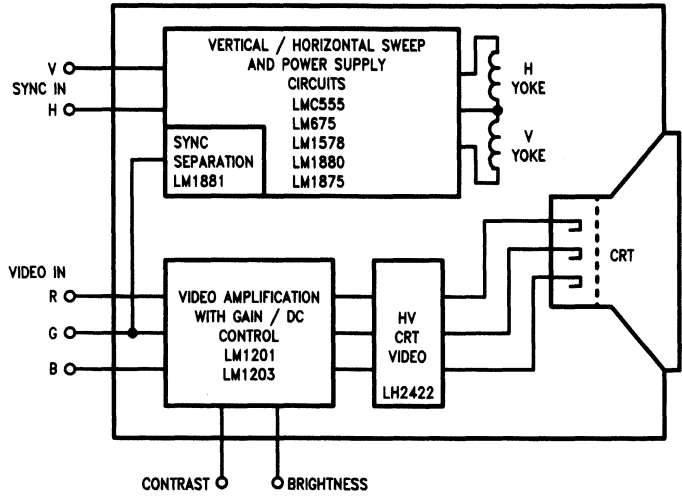 VERTICAL / HORIZONTAL SWEEP
AND POWER SUPPLY
CIRCUITS
LMC555
LM675
LM1578
LM1880
LM1875
V
SYNC IN
H
SYNC
SEPARATION
LM1881
H
YOKE
V
YOKE
VIDEO IN
R
G
B
VIDEO AMPLIFICATION
WITH GAIN / DC
CONTROL
LM1201
LM1203
HV
CRT
VIDEO
LH2422
CRT
CONTRAST
BRIGHTNESS